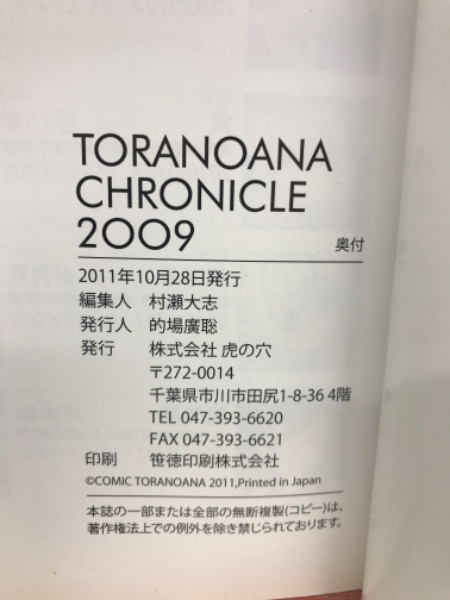 TORANOANA
CHRONICLE
2009
奥付
2011年10月28日発行
編集人 村瀬大志
発行人 的場廣聡
発行 株式会社 虎の穴
〒272-0014
千葉県市川市田尻1-8-36 4階
TEL 047-393-6620
FAX 047-393-6621
印刷 笹徳印刷株式会社
©COMIC TORANOANA 2011,Printed in Japan
本誌の一部または全部の無断複製(コピー)は、
著作権法上での例外を除き禁じられております。